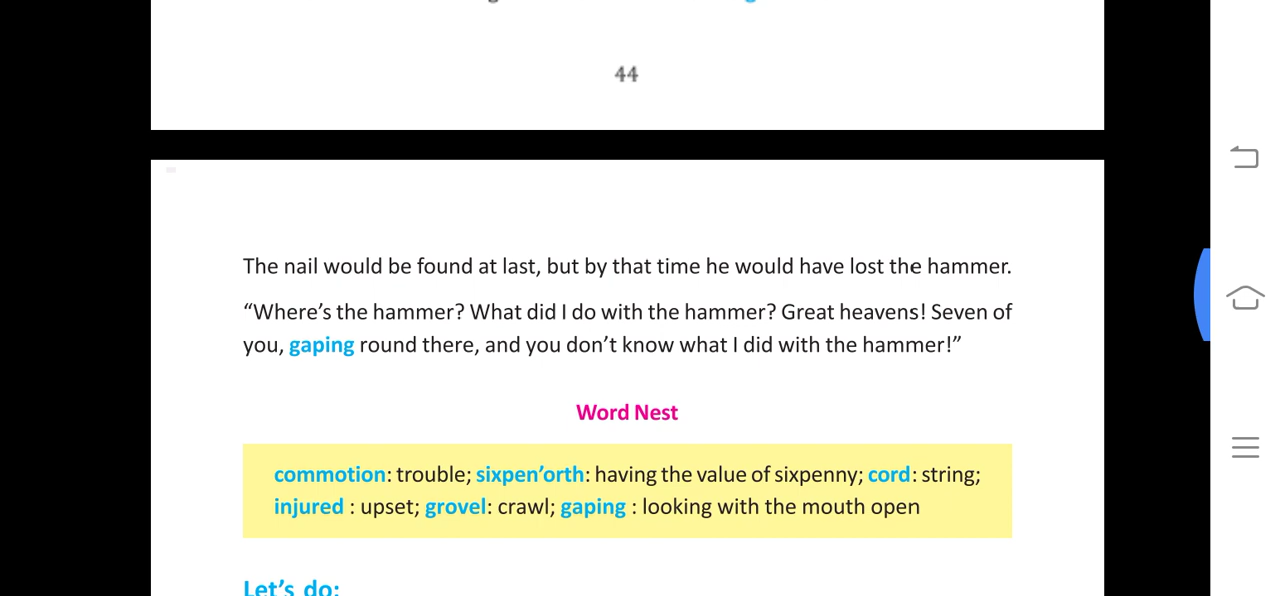 44
The nail would be found at last, but by that time he would have lost the hammer.
“Where’s the hammer? What did I do with the hammer? Great heavens! Seven of
you, gaping round there, and you don’t know what I did with the hammer!”
Word Nest
commotion: trouble; sixpen’orth: having the value of sixpenny; cord: string;
injured : upset; grovel: crawl; gaping : looking with the mouth open
Let’s do: